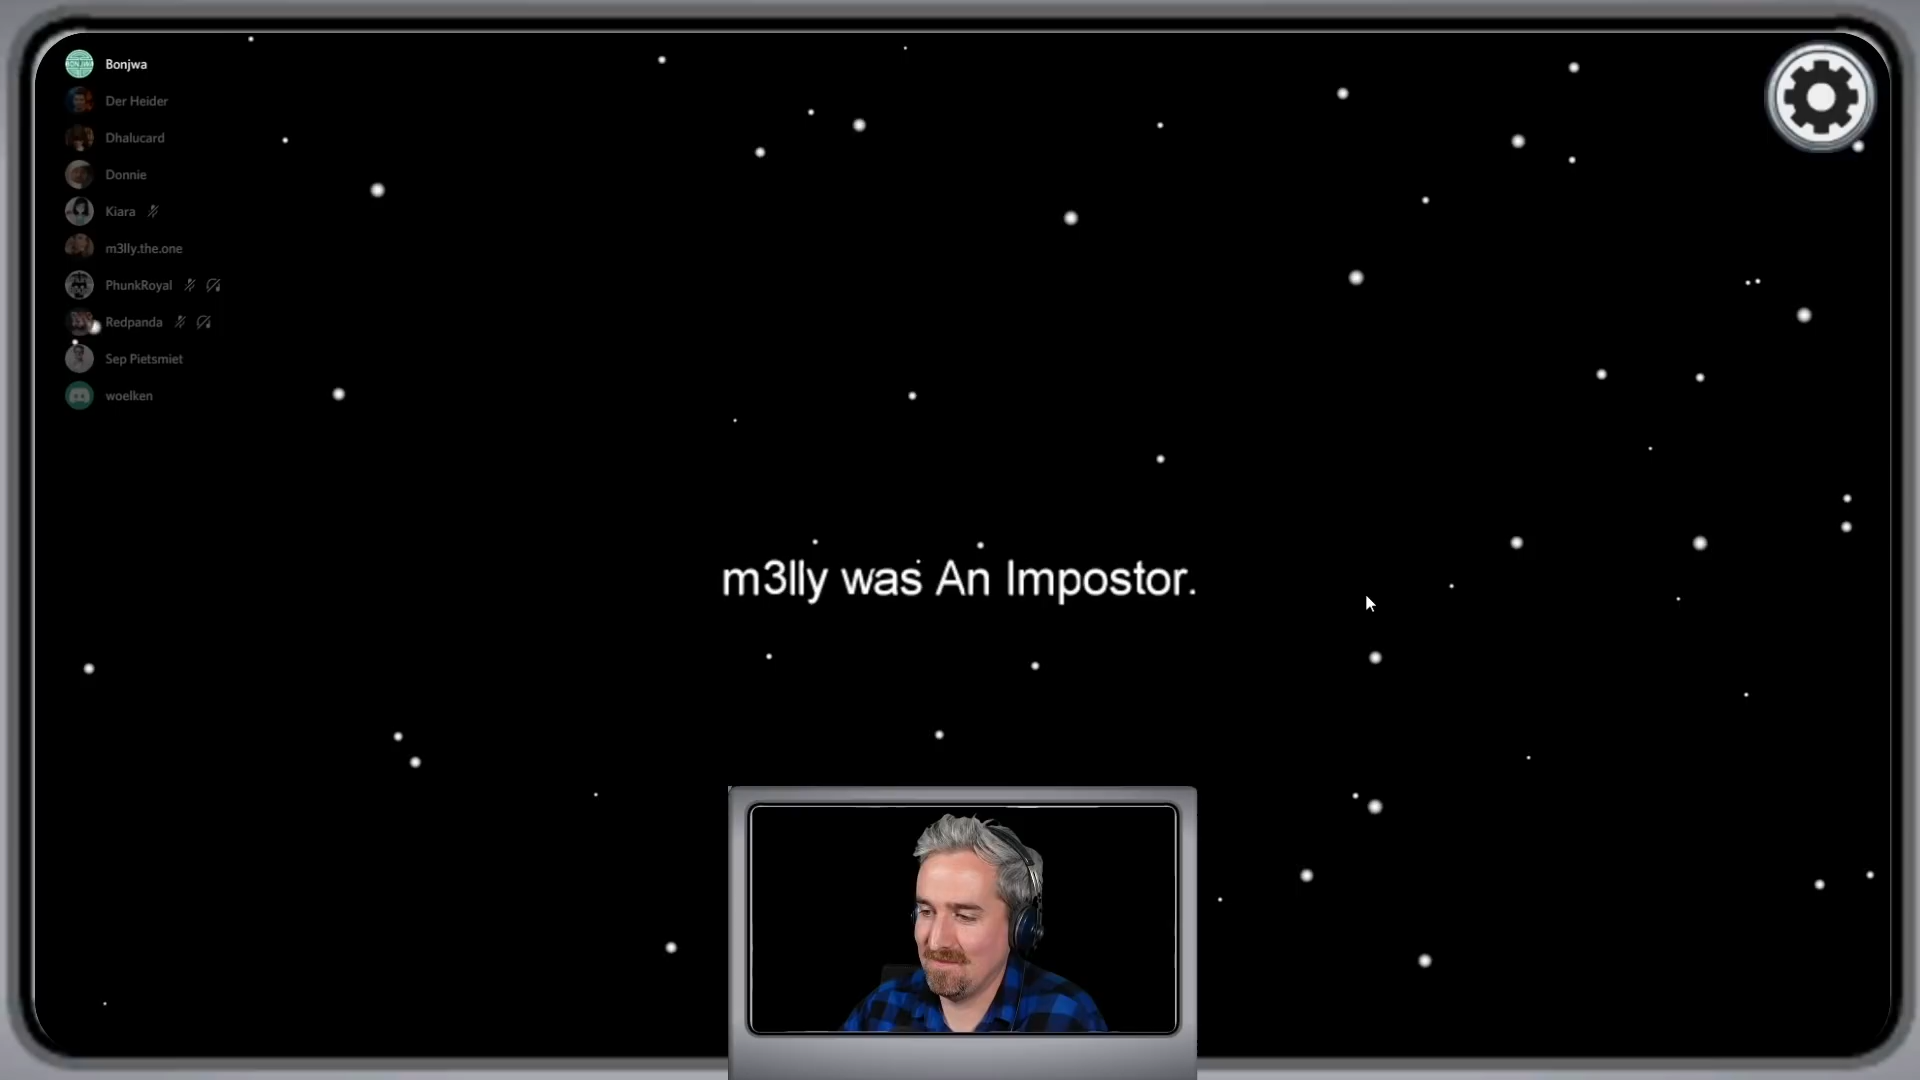 Bonjwa
Der Heider
Dhalucard
Donnie
Kiara
m3lly.the.one
PhunkRoyal
Redpanda
Sep Pietsmiet
woelken
m3lly was An Impostor.